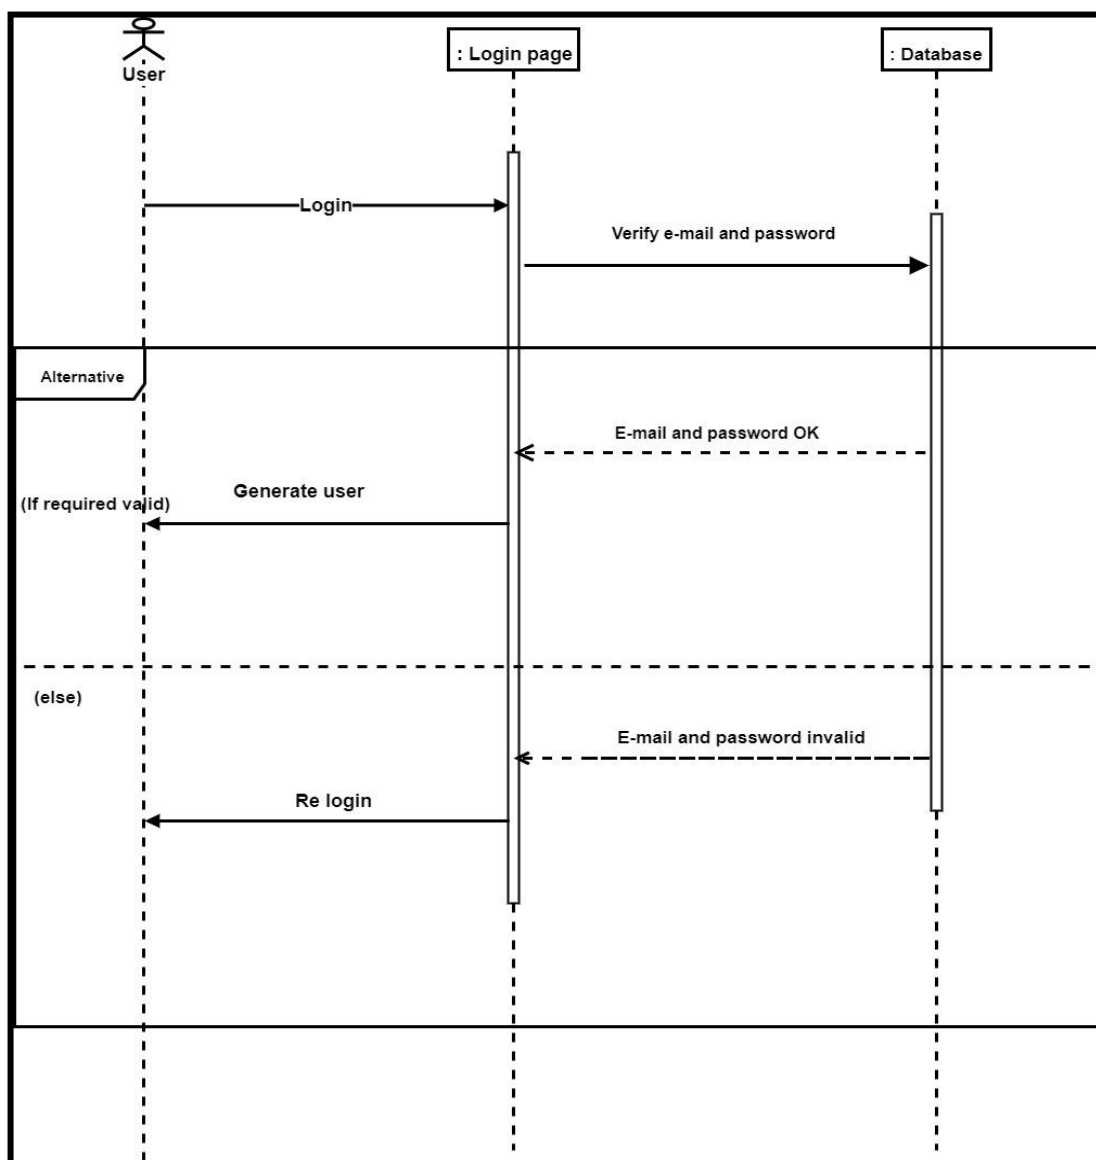 User
: Login page
: Database
Login
Verify e-mail and password
Alternative
E-mail and password OK
Generate user
(If required valid)
(else)
E-mail and password invalid
Re login